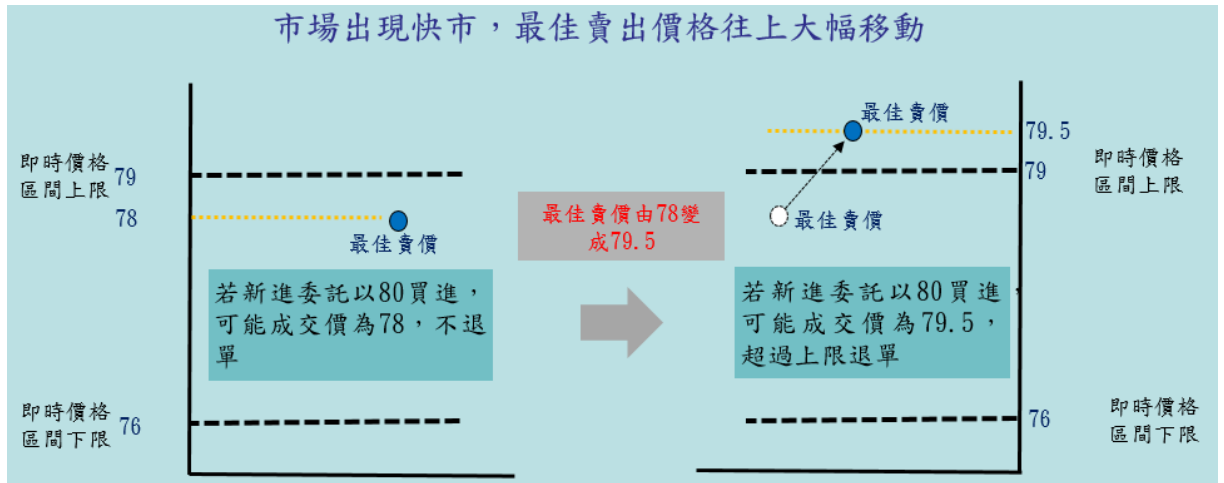 市場出現快市，最佳賣出價格往上大幅移動
即時價格
區間上限
79
78
最佳賣價
若新進委託以80買進，
可能成交價為78，不退
單
即時價格
區間下限
76
最佳賣價由78變
成79.5
最佳賣價
79.5
79
即時價格
區間上限
最佳賣價
若新進委託以80買進，
可能成交價為79.5，
超過上限退單
76
即時價格
區間下限